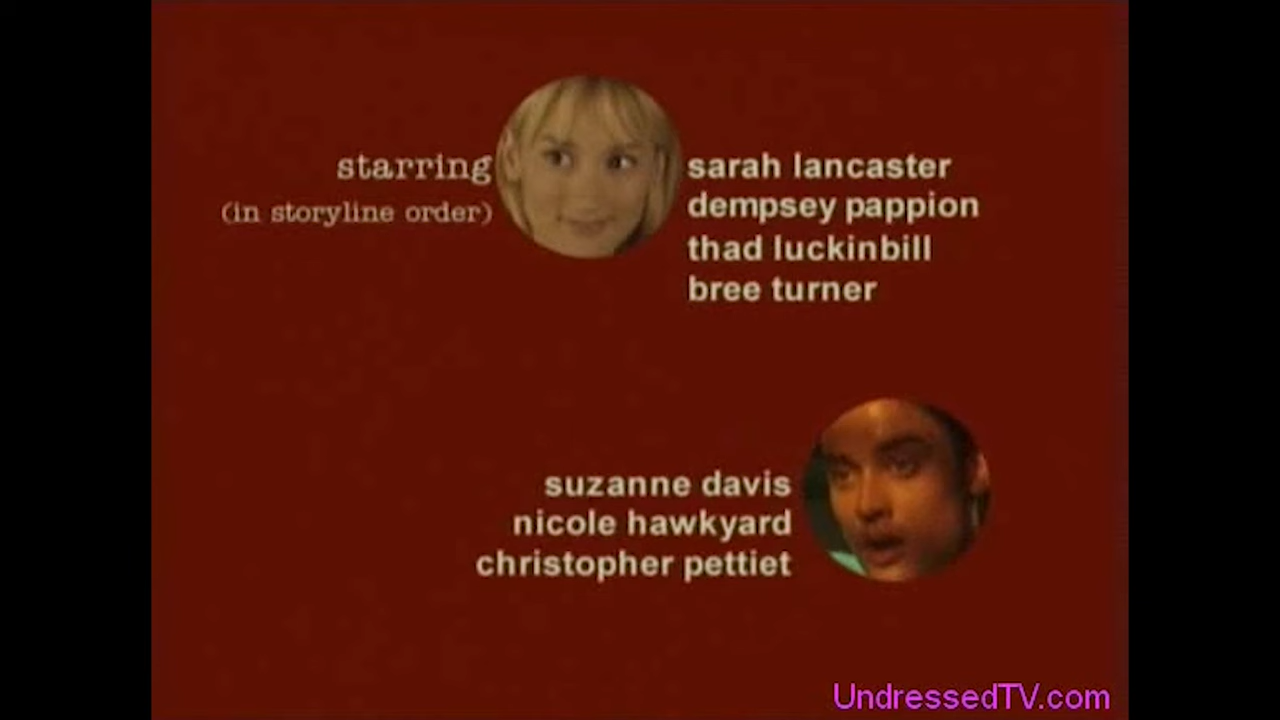 starring
(in storyline order)
sarah lancaster
dempsey pappion
thad luckinbill
bree turner
suzanne davis
nicole hawkyard
christopher pettiet
UndressedTV.com